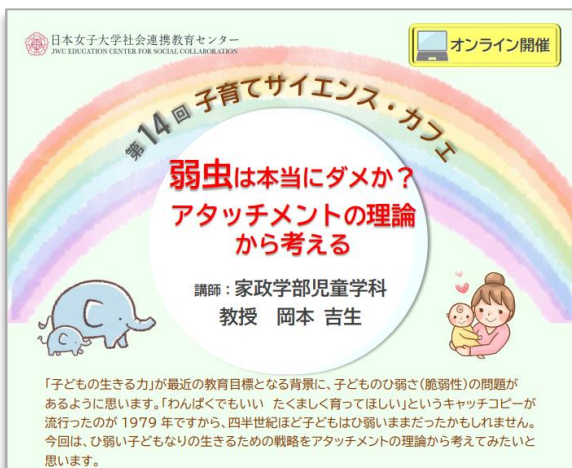 日本女子大学社会連携教育センター
JWU EDUCATION CENTER FOR SOCIAL COLLABORATION
オンライン開催
第14回 子育てサイエンス・カフェ
弱虫は本当にダメか？
アタッチメントの理論
から考える
講師：家政学部児童学科
教授　岡本 吉生
「子どもの生きる力」が最近の教育目標となる背景に、子どものひ弱さ（脆弱性）の問題が
あるように思います。「わんぱくでもいい　たくましく育ってほしい」というキャッチコピーが
流行ったのが 1979 年ですから、四半世紀ほど子どもはひ弱いままだったかもしれません。
今回は、ひ弱い子どもなりの生きるための戦略をアタッチメントの理論から考えてみたいと
思います。